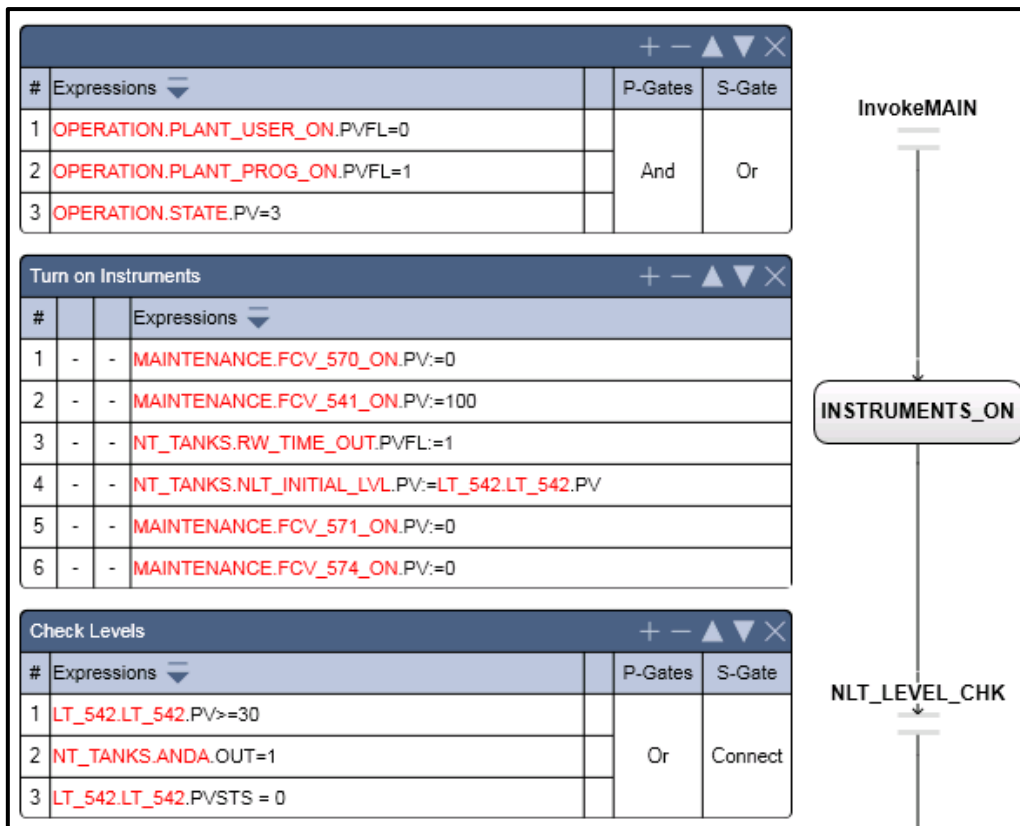 # Expressions P-Gates S-Gate
1 OPERATION.PLANT_USER_ON.PVFL=0
2 OPERATION.PLANT_PROG_ON.PVFL=1 And Or
3 OPERATION.STATE.PV=3
InvokeMAIN
Turn on Instruments
# Expressions
1 - - MAINTENANCE.FCV_570_ON.PV:=0
2 - - MAINTENANCE.FCV_541_ON.PV:=100
3 - - NT_TANKS.RW_TIME_OUT.PVFL:=1
4 - - NT_TANKS.NLT_INITIAL_LVL.PV:=LT_542.LT_542.PV
5 - - MAINTENANCE.FCV_571_ON.PV:=0
6 - - MAINTENANCE.FCV_574_ON.PV:=0
INSTRUMENTS_ON
Check Levels
# Expressions P-Gates S-Gate
1 LT_542.LT_542.PV>=30
2 NT_TANKS.ANDA.OUT=1 Or Connect
3 LT_542.LT_542.PVSTS = 0
NLT_LEVEL_CHK